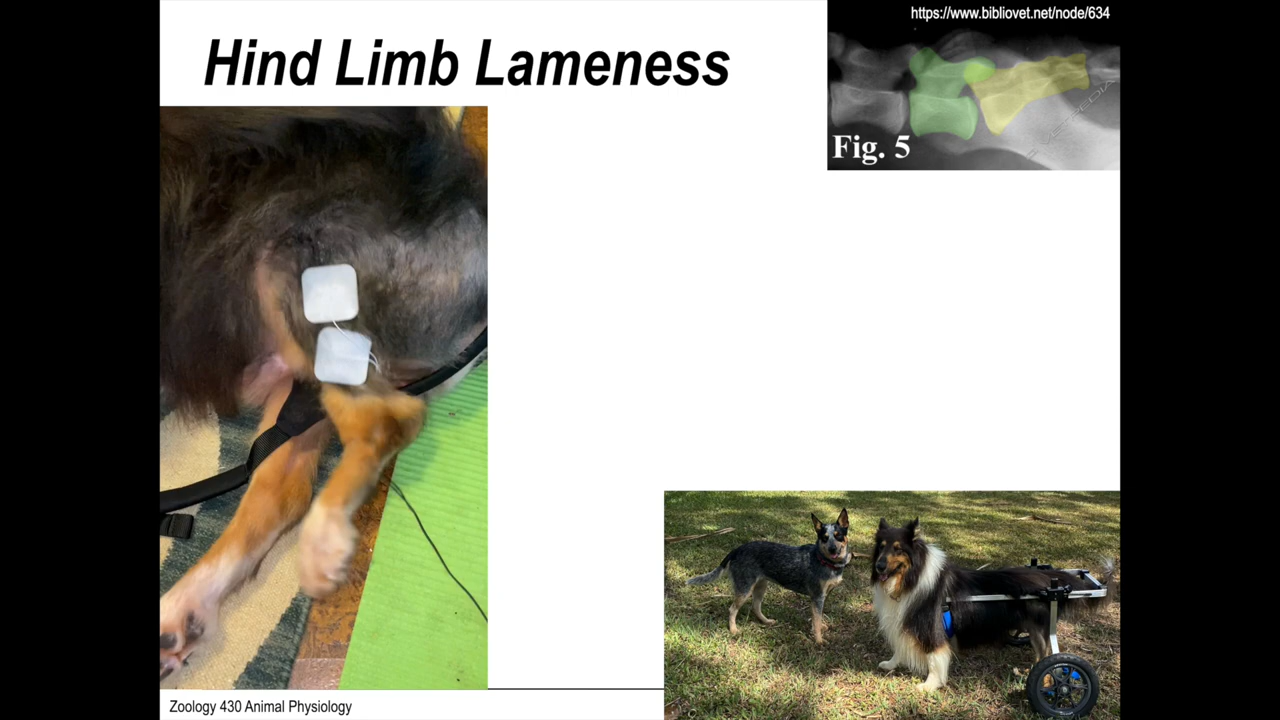 https://www.bibliovet.net/node/634
Hind Limb Lameness
Fig. 5
Zoology 430 Animal Physiology